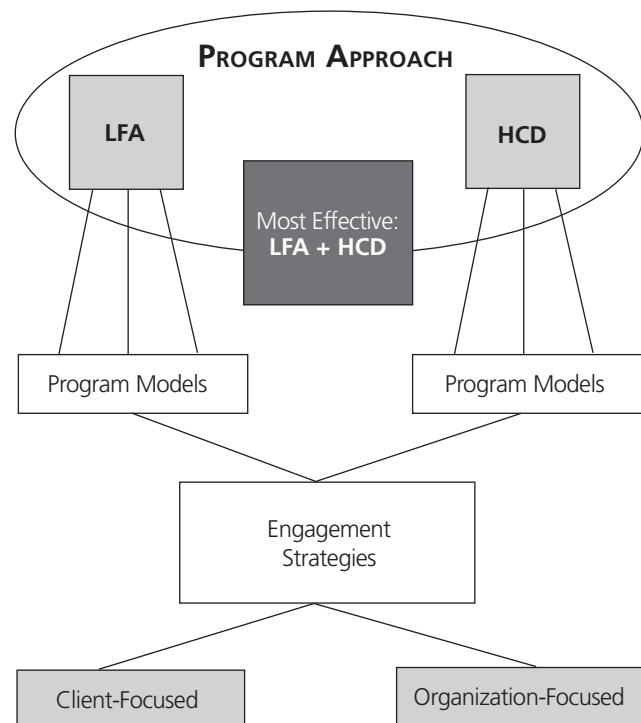 PROGRAM APPROACH
LFA
HCD
Most Effective:
LFA + HCD
Program Models
Program Models
Engagement
Strategies
Client-Focused
Organization-Focused